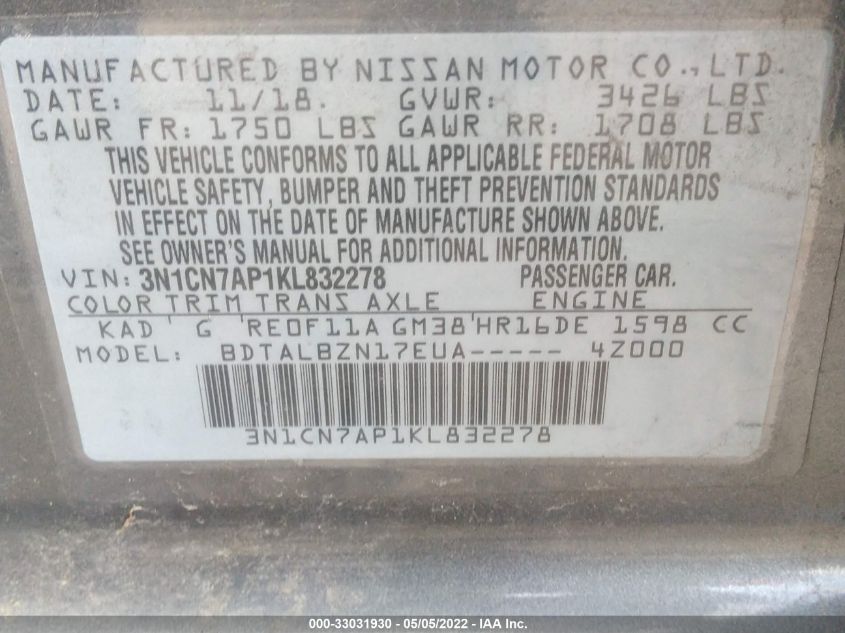 MANUFACTURED BY NISSAN MOTOR CO., LTD.
DATE: 11/18. GVWR: 3426 LBS
GAWR FR: 1750 LBS GAWR RR: 1708 LBS
THIS VEHICLE CONFORMS TO ALL APPLICABLE FEDERAL MOTOR
VEHICLE SAFETY, BUMPER AND THEFT PREVENTION STANDARDS
IN EFFECT ON THE DATE OF MANUFACTURE SHOWN ABOVE.
SEE OWNER'S MANUAL FOR ADDITIONAL INFORMATION.
VIN: 3N1CN7AP1KL832278 PASSENGER CAR.
COLOR TRIM TRANS AXLE ENGINE
KAD ' G 'RE0F11A GM38'HR16DE 1598 CC
MODEL: BDTALBZN17EUA----- 4Z000
3N1CN7AP1KL832278
000-33031930 - 05/05/2022 - IAA Inc.